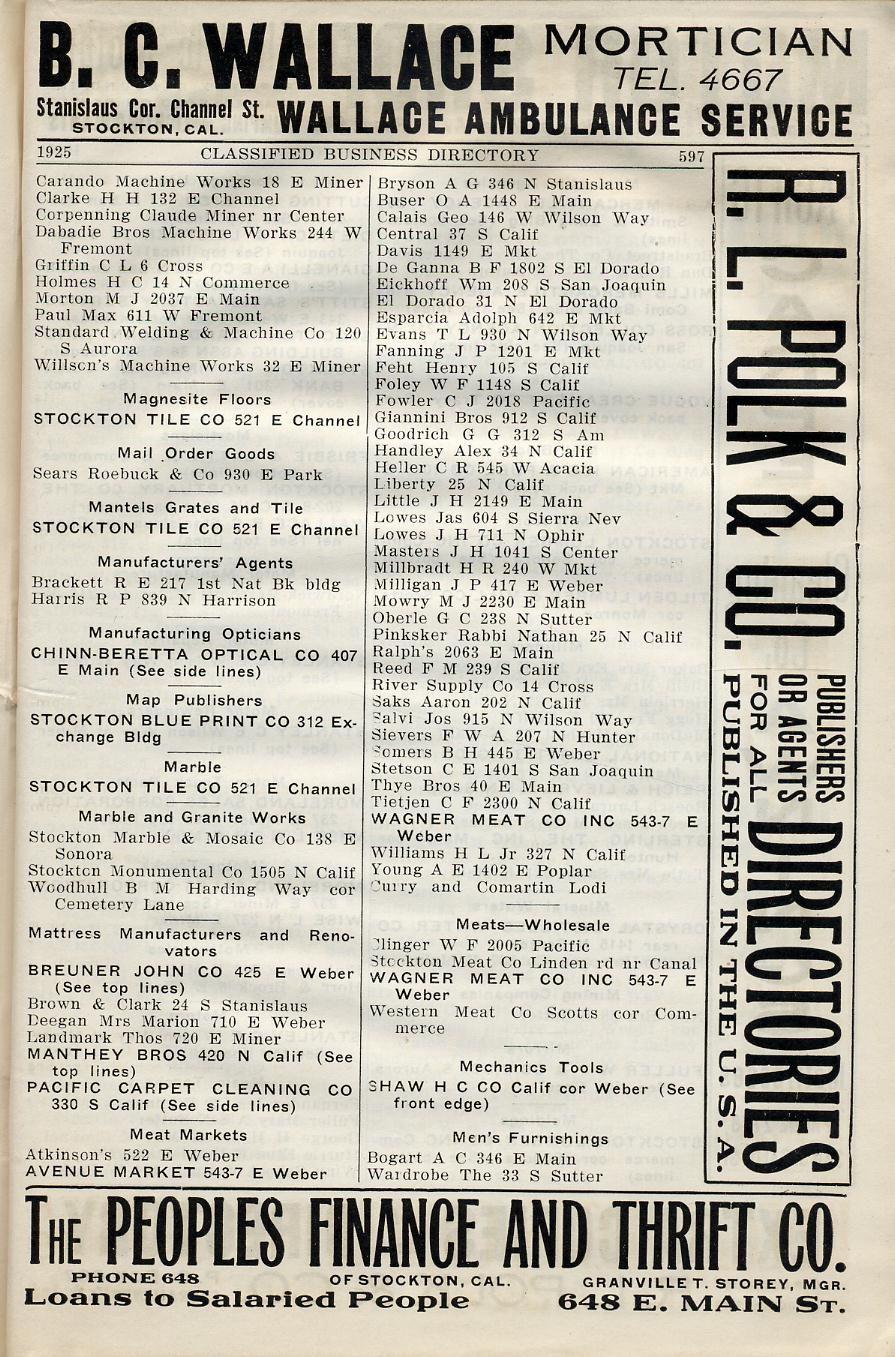 B. C. WALLACE MORTICIAN
TEL. 4667
Stanislaus Cor. Channel St. WALLACE AMBULANCE SERVICE
STOCKTON, CAL.
1925 CLASSIFIED BUSINESS DIRECTORY 597
Carando Machine Works 18 E Miner
Clarke H H 132 E Channel
Corpenning Claude Miner nr Center
Dabadie Bros Machine Works 244 W
Fremont
Griffin C L 6 Cross
Holmes H C 14 N Commerce
Morton M J 2037 E Main
Paul Max 611 W Fremont
Standard Welding & Machine Co 120
S Aurora
Willson's Machine Works 32 E Miner
Magnesite Floors
STOCKTON TILE CO 521 E Channel
Mail Order Goods
Sears Roebuck & Co 930 E Park
Mantels Grates and Tile
STOCKTON TILE CO 521 E Channel
Manufacturers' Agents
Brackett R E 217 1st Nat Bk bldg
Harris R P 839 N Harrison
Manufacturing Opticians
CHINN-BERETTA OPTICAL CO 407
E Main (See side lines)
Map Publishers
STOCKTON BLUE PRINT CO 312 Ex-
change Bldg
Marble
STOCKTON TILE CO 521 E Channel
Marble and Granite Works
Stockton Marble & Mosaic Co 138 E
Sonora
Stockton Monumental Co 1505 N Calif
Woodhull B M Harding Way cor
Cemetery Lane
Mattress Manufacturers and Reno-
vators
BREUNER JOHN CO 425 E Weber
(See top lines)
Brown & Clark 24 S Stanislaus
Deegan Mrs Marion 710 E Weber
Landmark Thos 720 E Miner
MANTHEY BROS 420 N Calif (See
top lines)
PACIFIC CARPET CLEANING CO
330 S Calif (See side lines)
Meat Markets
Atkinson's 522 E Weber
AVENUE MARKET 543-7 E Weber
Bryson A G 346 N Stanislaus
Buser O A 1448 E Main
Calais Geo 146 W Wilson Way
Central 37 S Calif
Davis 1149 E Mkt
De Ganna B F 1802 S El Dorado
Eickhoff Wm 208 S San Joaquin
El Dorado 31 N El Dorado
Esparcia Adolph 642 E Mkt
Evans T L 930 N Wilson Way
Fanning J P 1201 E Mkt
Feht Henry 105 S Calif
Foley W F 1148 S Calif
Fowler C J 2018 Pacific
Giannini Bros 912 S Calif
Goodrich G G 312 S Am
Handley Alex 34 N Calif
Heller C R 545 W Acacia
Liberty 25 N Calif
Little J H 2149 E Main
Lowes Jas 604 S Sierra Nev
Lowes J H 711 N Ophir
Masters J H 1041 S Center
Millbradt H R 240 W Mkt
Milligan J P 417 E Weber
Mowry M J 2230 E Main
Oberle G C 238 N Sutter
Pinksker Rabbi Nathan 25 N Calif
Ralph's 2063 E Main
Reed F M 239 S Calif
River Supply Co 14 Cross
Saks Aaron 202 N Calif
Salvi Jos 915 N Wilson Way
Sievers F W A 207 N Hunter
Somers B H 445 E Weber
Stetson C E 1401 S San Joaquin
Thye Bros 40 E Main
Tietjen C F 2300 N Calif
WAGNER MEAT CO INC 543-7 E
Weber
Williams H L Jr 327 N Calif
Young A E 1402 E Poplar
Curry and Comartin Lodi
Meats—Wholesale
Clinger W F 2005 Pacific
Stockton Meat Co Linden rd nr Canal
WAGNER MEAT CO INC 543-7 E
Weber
Western Meat Co Scotts cor Com-
merce
Mechanics Tools
SHAW H C CO Calif cor Weber (See
front edge)
Men's Furnishings
Bogart A C 346 E Main
Wardrobe The 33 S Sutter
R. L. POLK & CO. PUBLISHERS
OR AGENTS
FOR ALL DIRECTORIES
PUBLISHED IN THE U. S. A.
THE PEOPLES FINANCE AND THRIFT CO.
PHONE 648 OF STOCKTON, CAL. GRANVILLE T. STOREY, MGR.
Loans to Salaried People 648 E. MAIN ST.